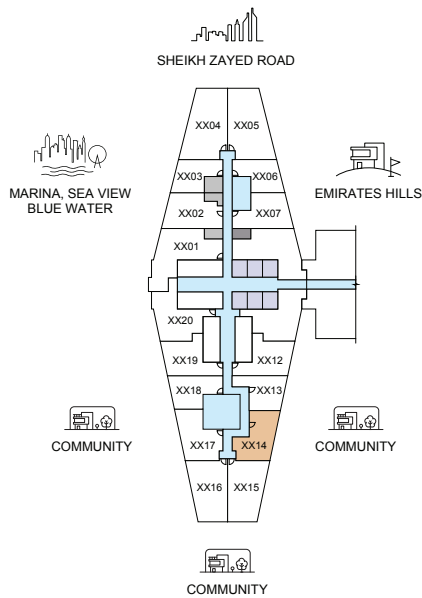 SHEIKH ZAYED ROAD
XX04 XX05
MARINA, SEA VIEW
BLUE WATER
EMIRATES HILLS
XX03 XX06
XX02 XX07
XX01
XX20
XX19 XX12
XX18 XX13
COMMUNITY
COMMUNITY
XX17 XX14
XX16 XX15
COMMUNITY